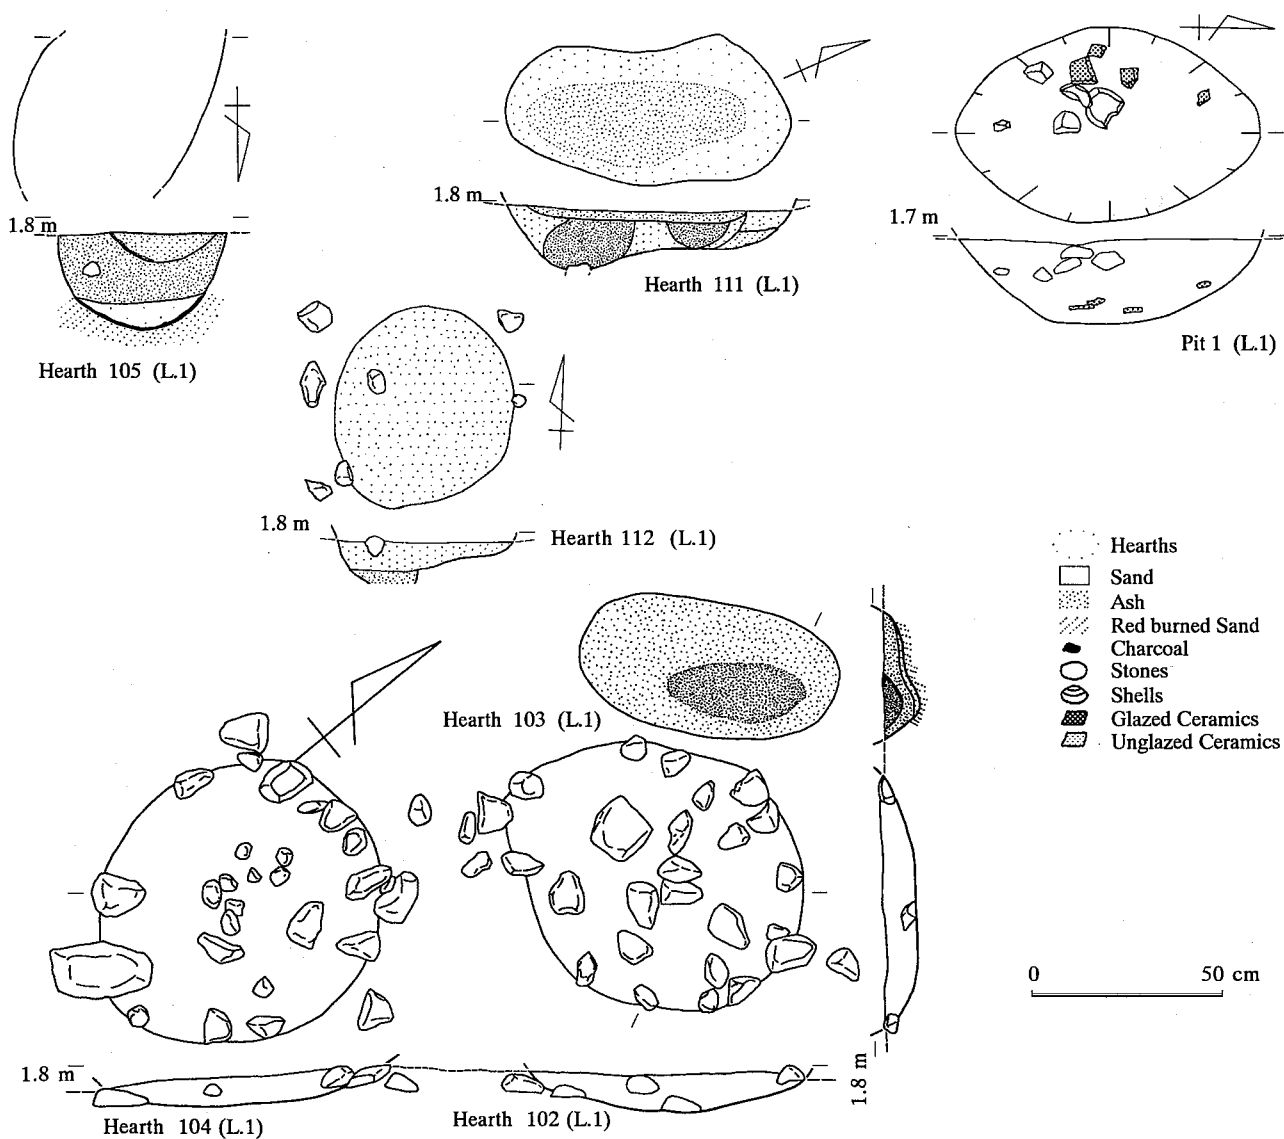 1.8 m
Hearth 105 (L.1)
1.8 m
Hearth 111 (L.1)
1.7 m
Pit 1 (L.1)
1.8 m
Hearth 112 (L.1)
Hearths
Sand
Ash
Red burned Sand
Charcoal
Stones
Shells
Glazed Ceramics
Unglazed Ceramics
Hearth 103 (L.1)
0 50 cm
1.8 m
Hearth 104 (L.1)
Hearth 102 (L.1)
1.8 m